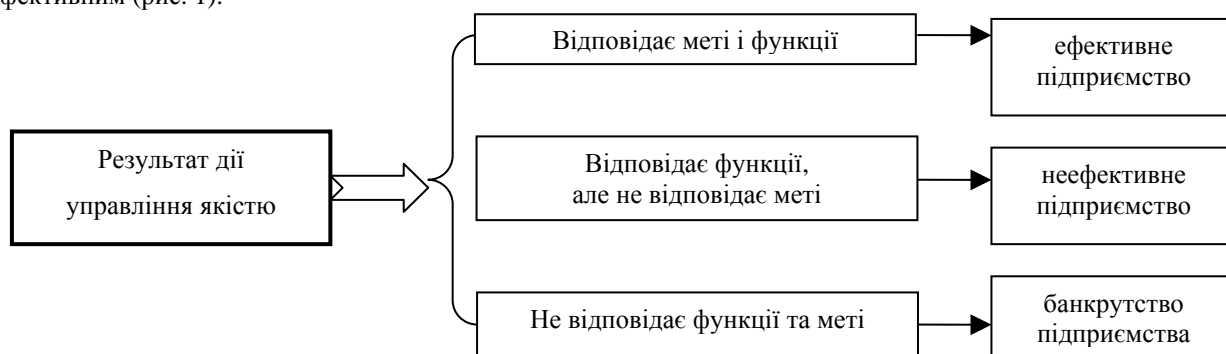 фективним (рис. 1).
Відповідає меті і функції
ефективне
підприємство
Результат дії
управління якістю
Відповідає функції,
але не відповідає меті
неефективне
підприємство
Не відповідає функції та меті
банкрутство
підприємства